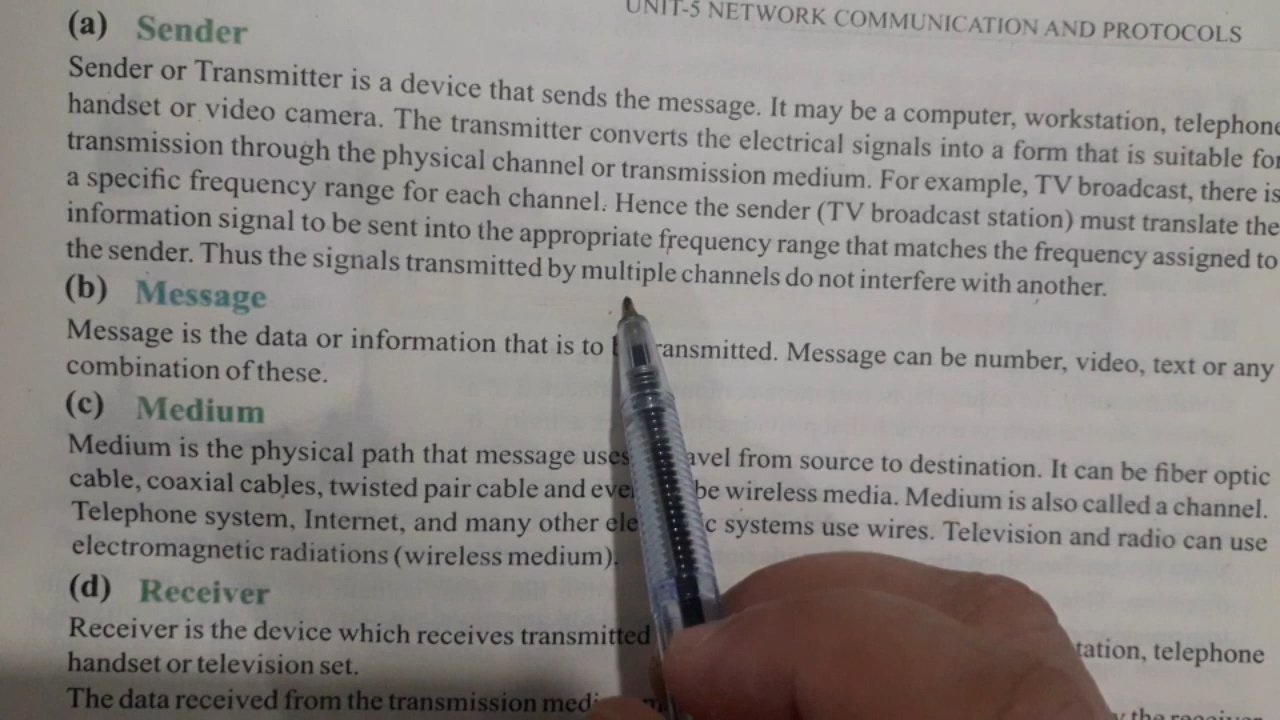 UNIT-5 NETWORK COMMUNICATION AND PROTOCOLS
(a) Sender
Sender or Transmitter is a device that sends the message. It may be a computer, workstation, telephone
handset or video camera. The transmitter converts the electrical signals into a form that is suitable for
transmission through the physical channel or transmission medium. For example, TV broadcast, there is
a specific frequency range for each channel. Hence the sender (TV broadcast station) must translate the
information signal to be sent into the appropriate frequency range that matches the frequency assigned to
the sender. Thus the signals transmitted by multiple channels do not interfere with another.
(b) Message
Message is the data or information that is to transmitted. Message can be number, video, text or any
combination of these.
(c) Medium
Medium is the physical path that message uses travel from source to destination. It can be fiber optic
cable, coaxial cables, twisted pair cable and even be wireless media. Medium is also called a channel.
Telephone system, Internet, and many other systems use wires. Television and radio can use
electromagnetic radiations (wireless medium).
(d) Receiver
Receiver is the device which receives transmitted telephone
handset or television set.
The data received from the transmission the receiver